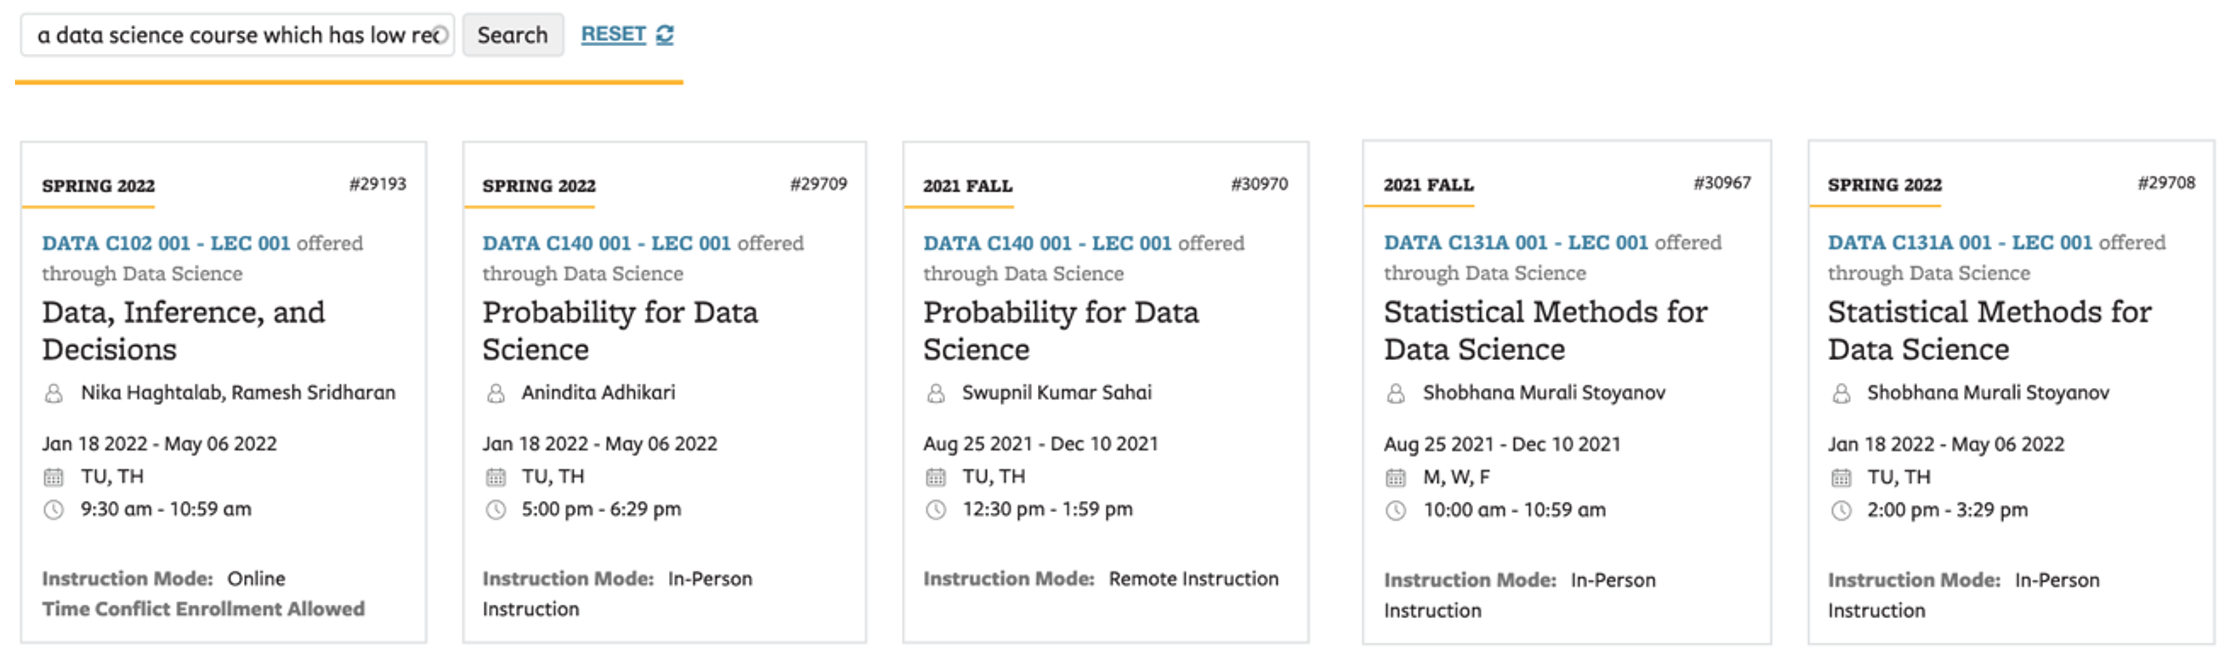 a data science course which has low rec
Search
RESET
SPRING 2022
#29193
DATA C102 001 - LEC 001 offered
through Data Science
Data, Inference, and
Decisions
Nika Haghtalab, Ramesh Sridharan
Jan 18 2022 - May 06 2022
TU, TH
9:30 am - 10:59 am
Instruction Mode: Online
Time Conflict Enrollment Allowed
SPRING 2022
#29709
DATA C140 001 - LEC 001 offered
through Data Science
Probability for Data
Science
Anindita Adhikari
Jan 18 2022 - May 06 2022
TU, TH
5:00 pm - 6:29 pm
Instruction Mode: In-Person
Instruction
2021 FALL
#30970
DATA C140 001 - LEC 001 offered
through Data Science
Probability for Data
Science
Swupnil Kumar Sahai
Aug 25 2021 - Dec 10 2021
TU, TH
12:30 pm - 1:59 pm
Instruction Mode: Remote Instruction
2021 FALL
#30967
DATA C131A 001 - LEC 001 offered
through Data Science
Statistical Methods for
Data Science
Shobhana Murali Stoyanov
Aug 25 2021 - Dec 10 2021
M, W, F
10:00 am - 10:59 am
Instruction Mode: In-Person
Instruction
SPRING 2022
#29708
DATA C131A 001 - LEC 001 offered
through Data Science
Statistical Methods for
Data Science
Shobhana Murali Stoyanov
Jan 18 2022 - May 06 2022
TU, TH
2:00 pm - 3:29 pm
Instruction Mode: In-Person
Instruction